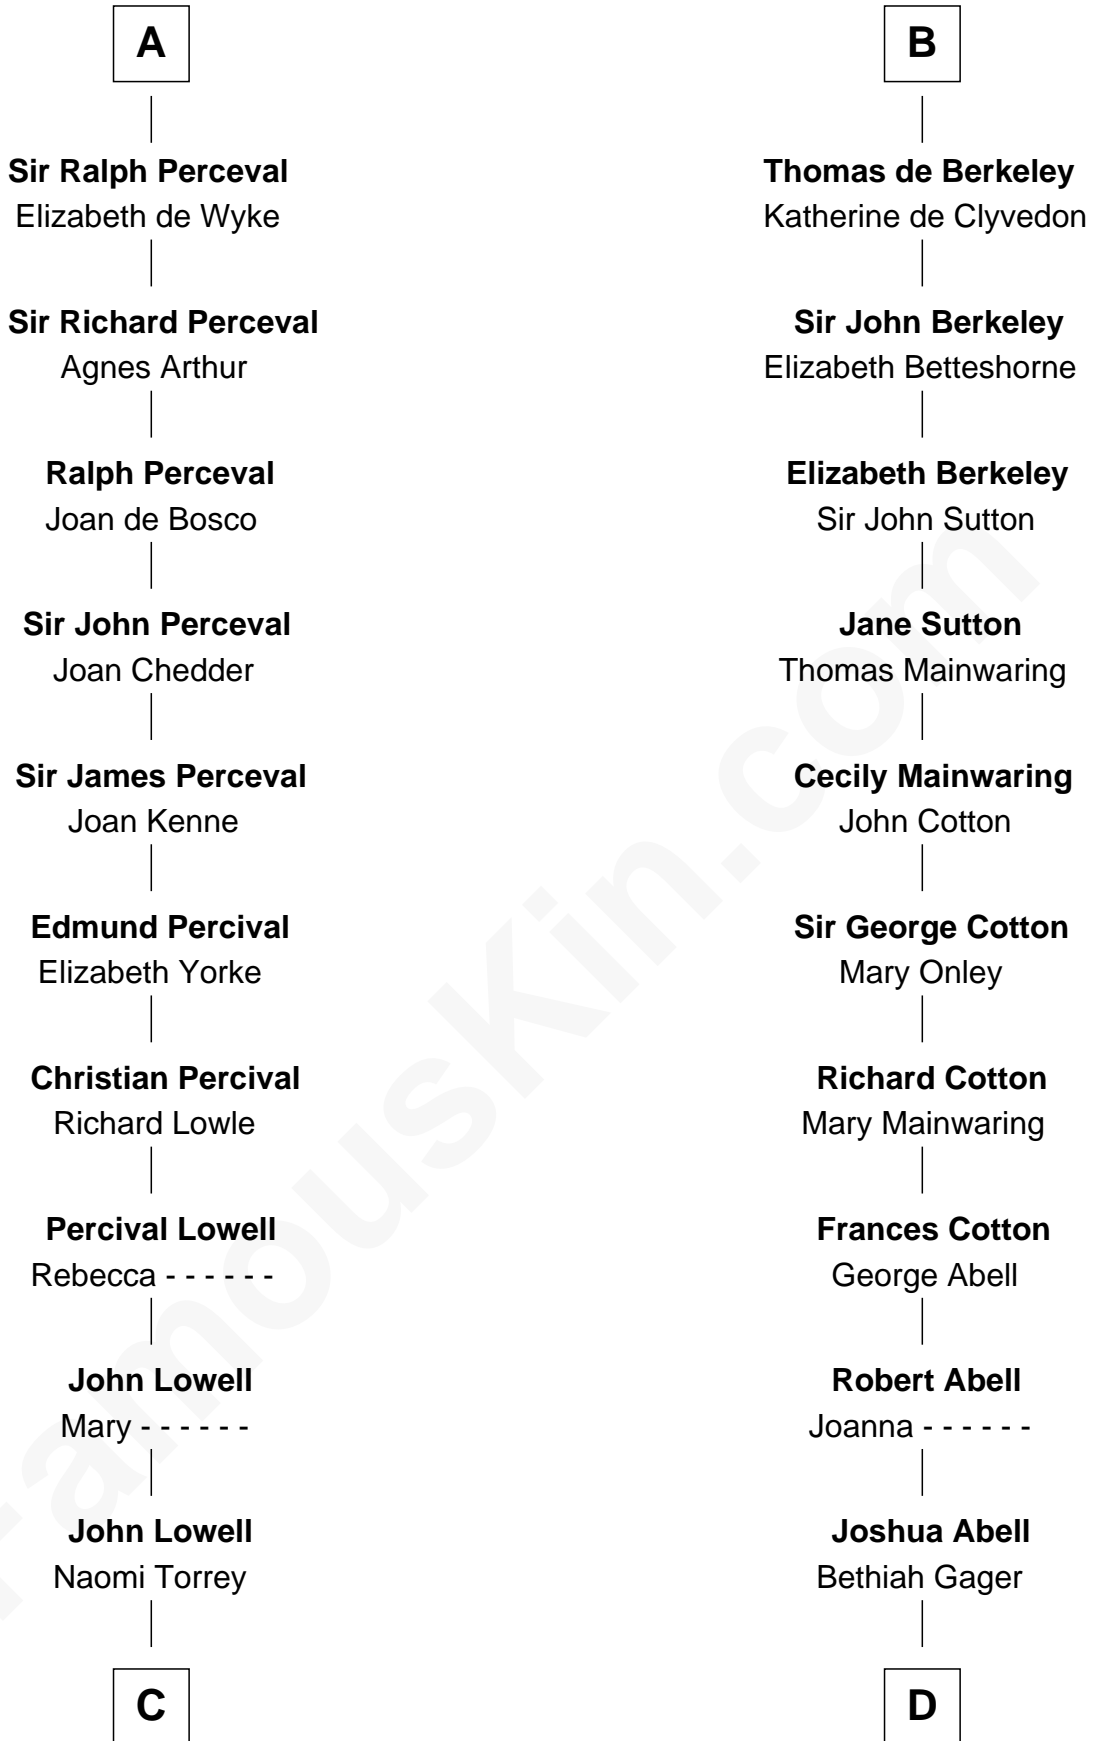 A
Sir Ralph Perceval
Elizabeth de Wyke
Sir Richard Perceval
Agnes Arthur
Ralph Perceval
Joan de Bosco
Sir John Perceval
Joan Chedder
Sir James Perceval
Joan Kenne
Edmund Percival
Elizabeth Yorke
Christian Percival
Richard Lowle
Percival Lowell
Rebecca - - - - - -
John Lowell
Mary - - - - - -
John Lowell
Naomi Torrey
C
B
Thomas de Berkeley
Katherine de Clyvedon
Sir John Berkeley
Elizabeth Betteshorne
Elizabeth Berkeley
Sir John Sutton
Jane Sutton
Thomas Mainwaring
Cecily Mainwaring
John Cotton
Sir George Cotton
Mary Onley
Richard Cotton
Mary Mainwaring
Frances Cotton
George Abell
Robert Abell
Joanna - - - - - -
Joshua Abell
Bethiah Gager
D
FamousKin.com